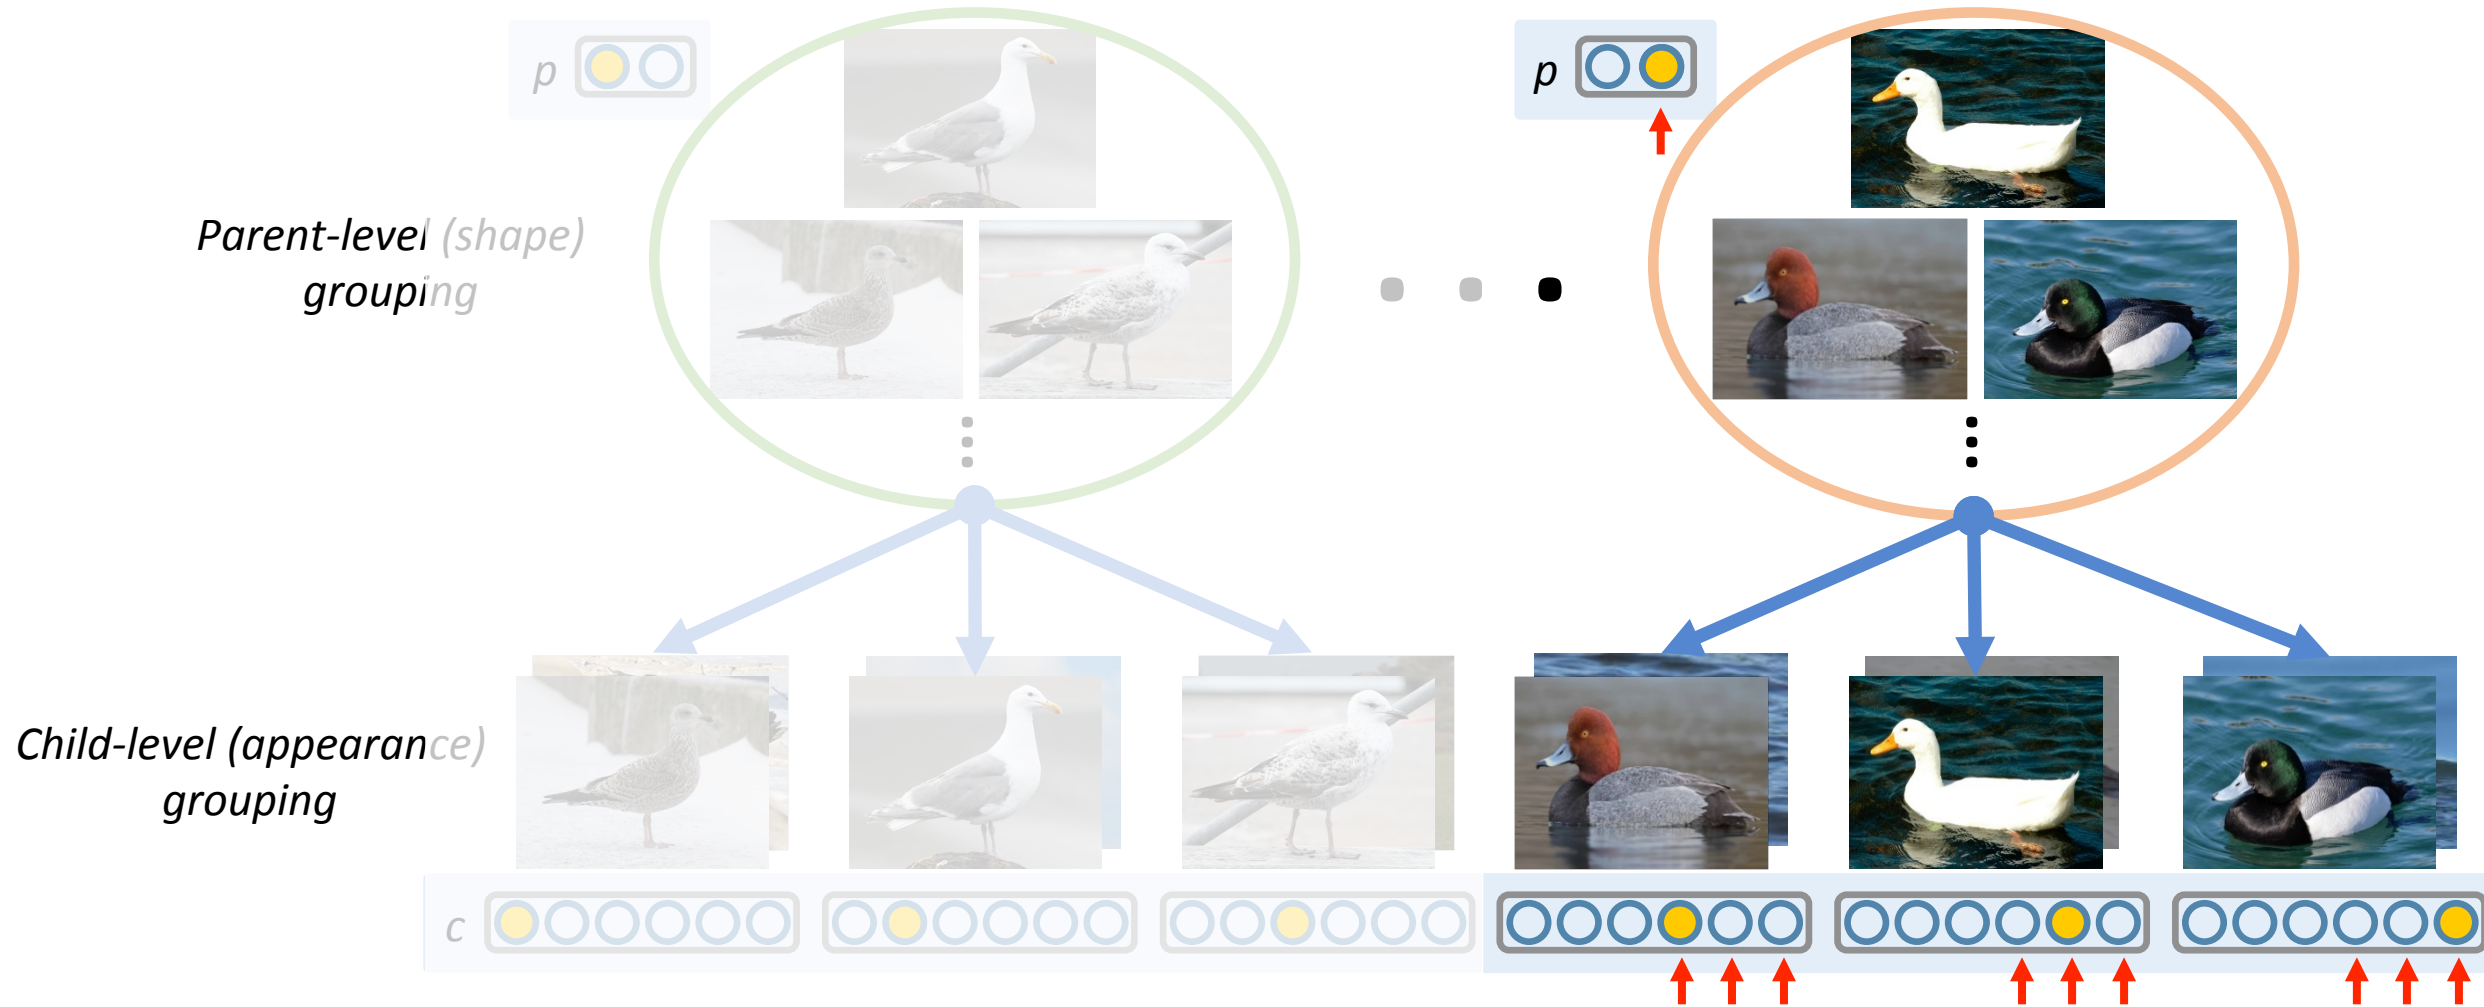 p
p
Parent-level (shape)
grouping
Child-level (appearance)
grouping
c